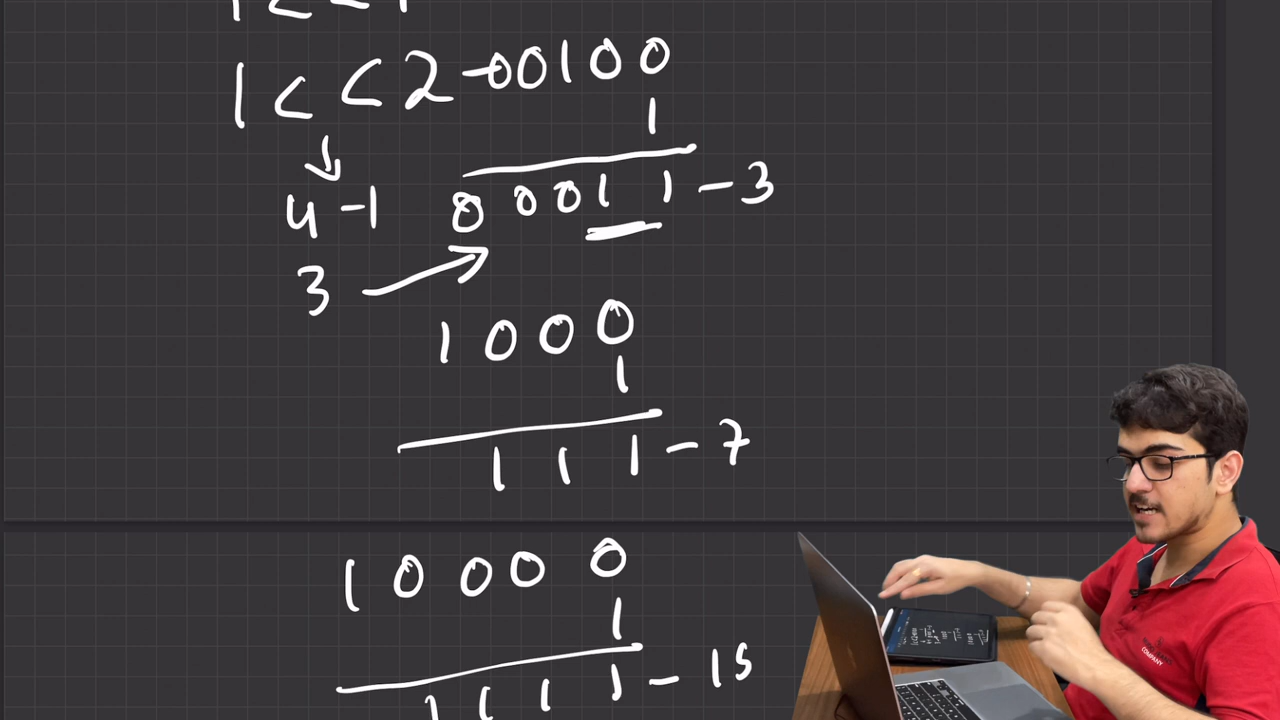 1 < < 2 - 00100
1
4 - 1 0 0 0 1 1 - 3
3
1 0 0 0
1
1 1 1 - 7
1 0 0 0 0
1
1 1 1 1 - 15
COMPANY